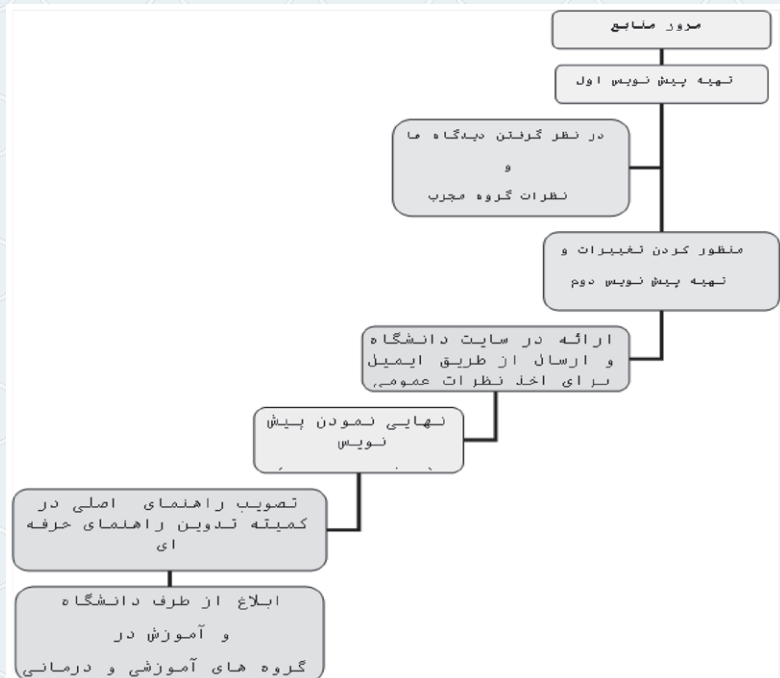 مرور منابع
تهیه پیش نویس اول
در نظر گرفتن دیدگاه ها
و
نظرات گروه مجرب
منظور کردن تغییرات و
تهیه پیش نویس دوم
ارائه در سایت دانشگاه
و ارسال از طریق ایمیل
برای اخذ نظرات عمومی
نهایی نمودن پیش
نویس
تصویب راهنمای اصلی در
کمیته تدوین راهنمای حرفه
ای
ابلاغ از طرف دانشگاه
و آموزش در
گروه های آموزشی و درمانی